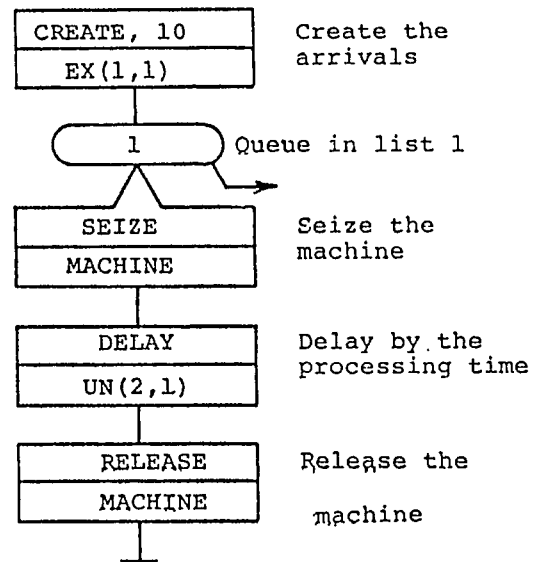 CREATE, 10
EX(1,1)
Create the
arrivals
1
Queue in list 1
SEIZE
MACHINE
Seize the
machine
DELAY
UN(2,1)
Delay by the
processing time
RELEASE
MACHINE
Release the
machine